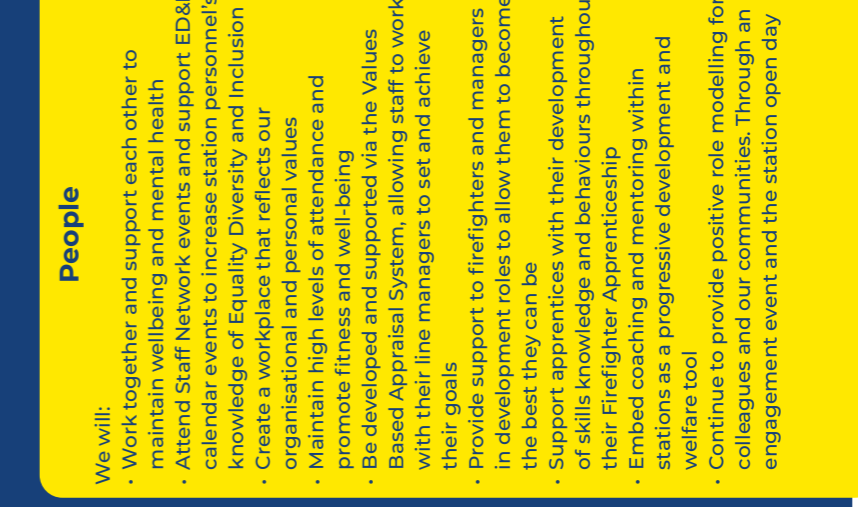 People
We will:
• Work together and support each other to
maintain wellbeing and mental health
• Attend Staff Network events and support ED&I
calendar events to increase station personnel's
knowledge of Equality Diversity and Inclusion
• Create a workplace that reflects our
organisational and personal values
• Maintain high levels of attendance and
promote fitness and well-being
• Be developed and supported via the Values
Based Appraisal System, allowing staff to work
with their line managers to set and achieve
their goals
• Provide support to firefighters and managers
in development roles to allow them to become
the best they can be
• Support apprentices with their development
of skills knowledge and behaviours throughout
their Firefighter Apprenticeship
• Embed coaching and mentoring within
stations as a progressive development and
welfare tool
• Continue to provide positive role modelling for
colleagues and our communities. Through an
engagement event and the station open day